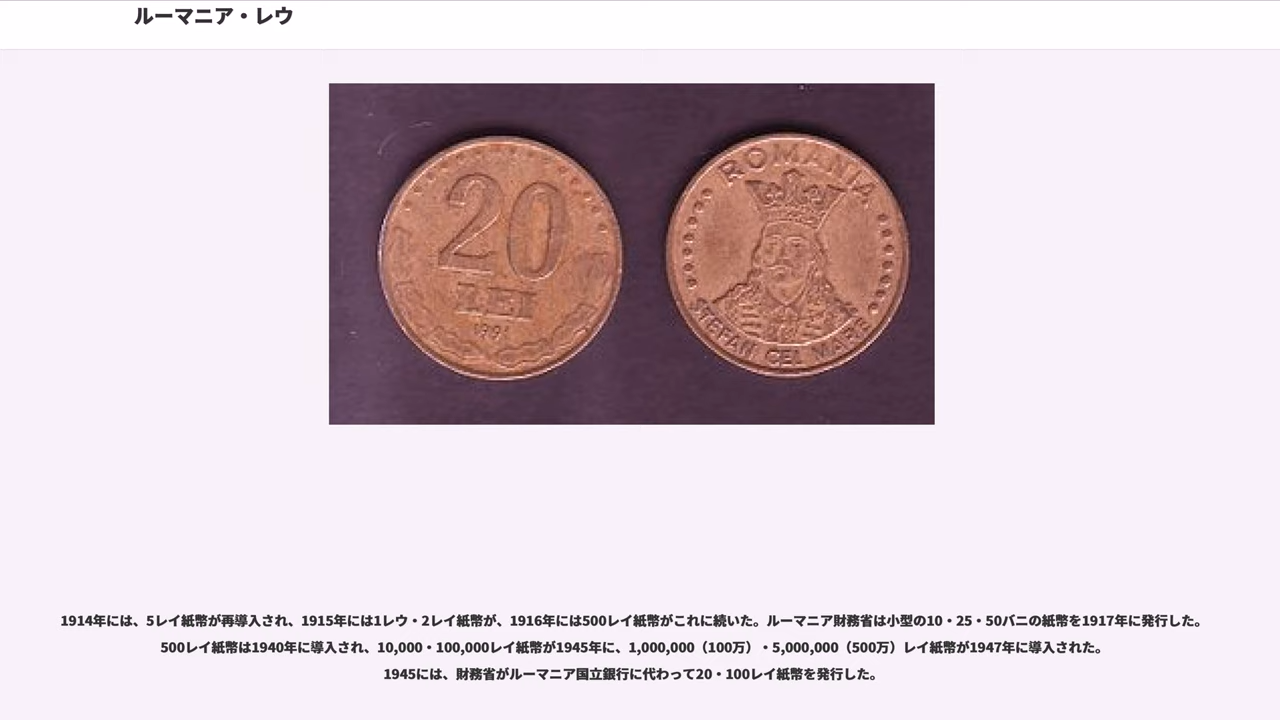 ルーマニア・レウ
20
LEI
1991
ROMANIA
STEFAN CEL MARE
1914年には、5レイ紙幣が再導入され、1915年には1レウ・2レイ紙幣が、1916年には500レイ紙幣がこれに続いた。ルーマニア財務省は小型の10・25・50バニの紙幣を1917年に発行した。
500レイ紙幣は1940年に導入され、10,000・100,000レイ紙幣が1945年に、1,000,000（100万）・5,000,000（500万）レイ紙幣が1947年に導入された。
1945には、財務省がルーマニア国立銀行に代わって20・100レイ紙幣を発行した。